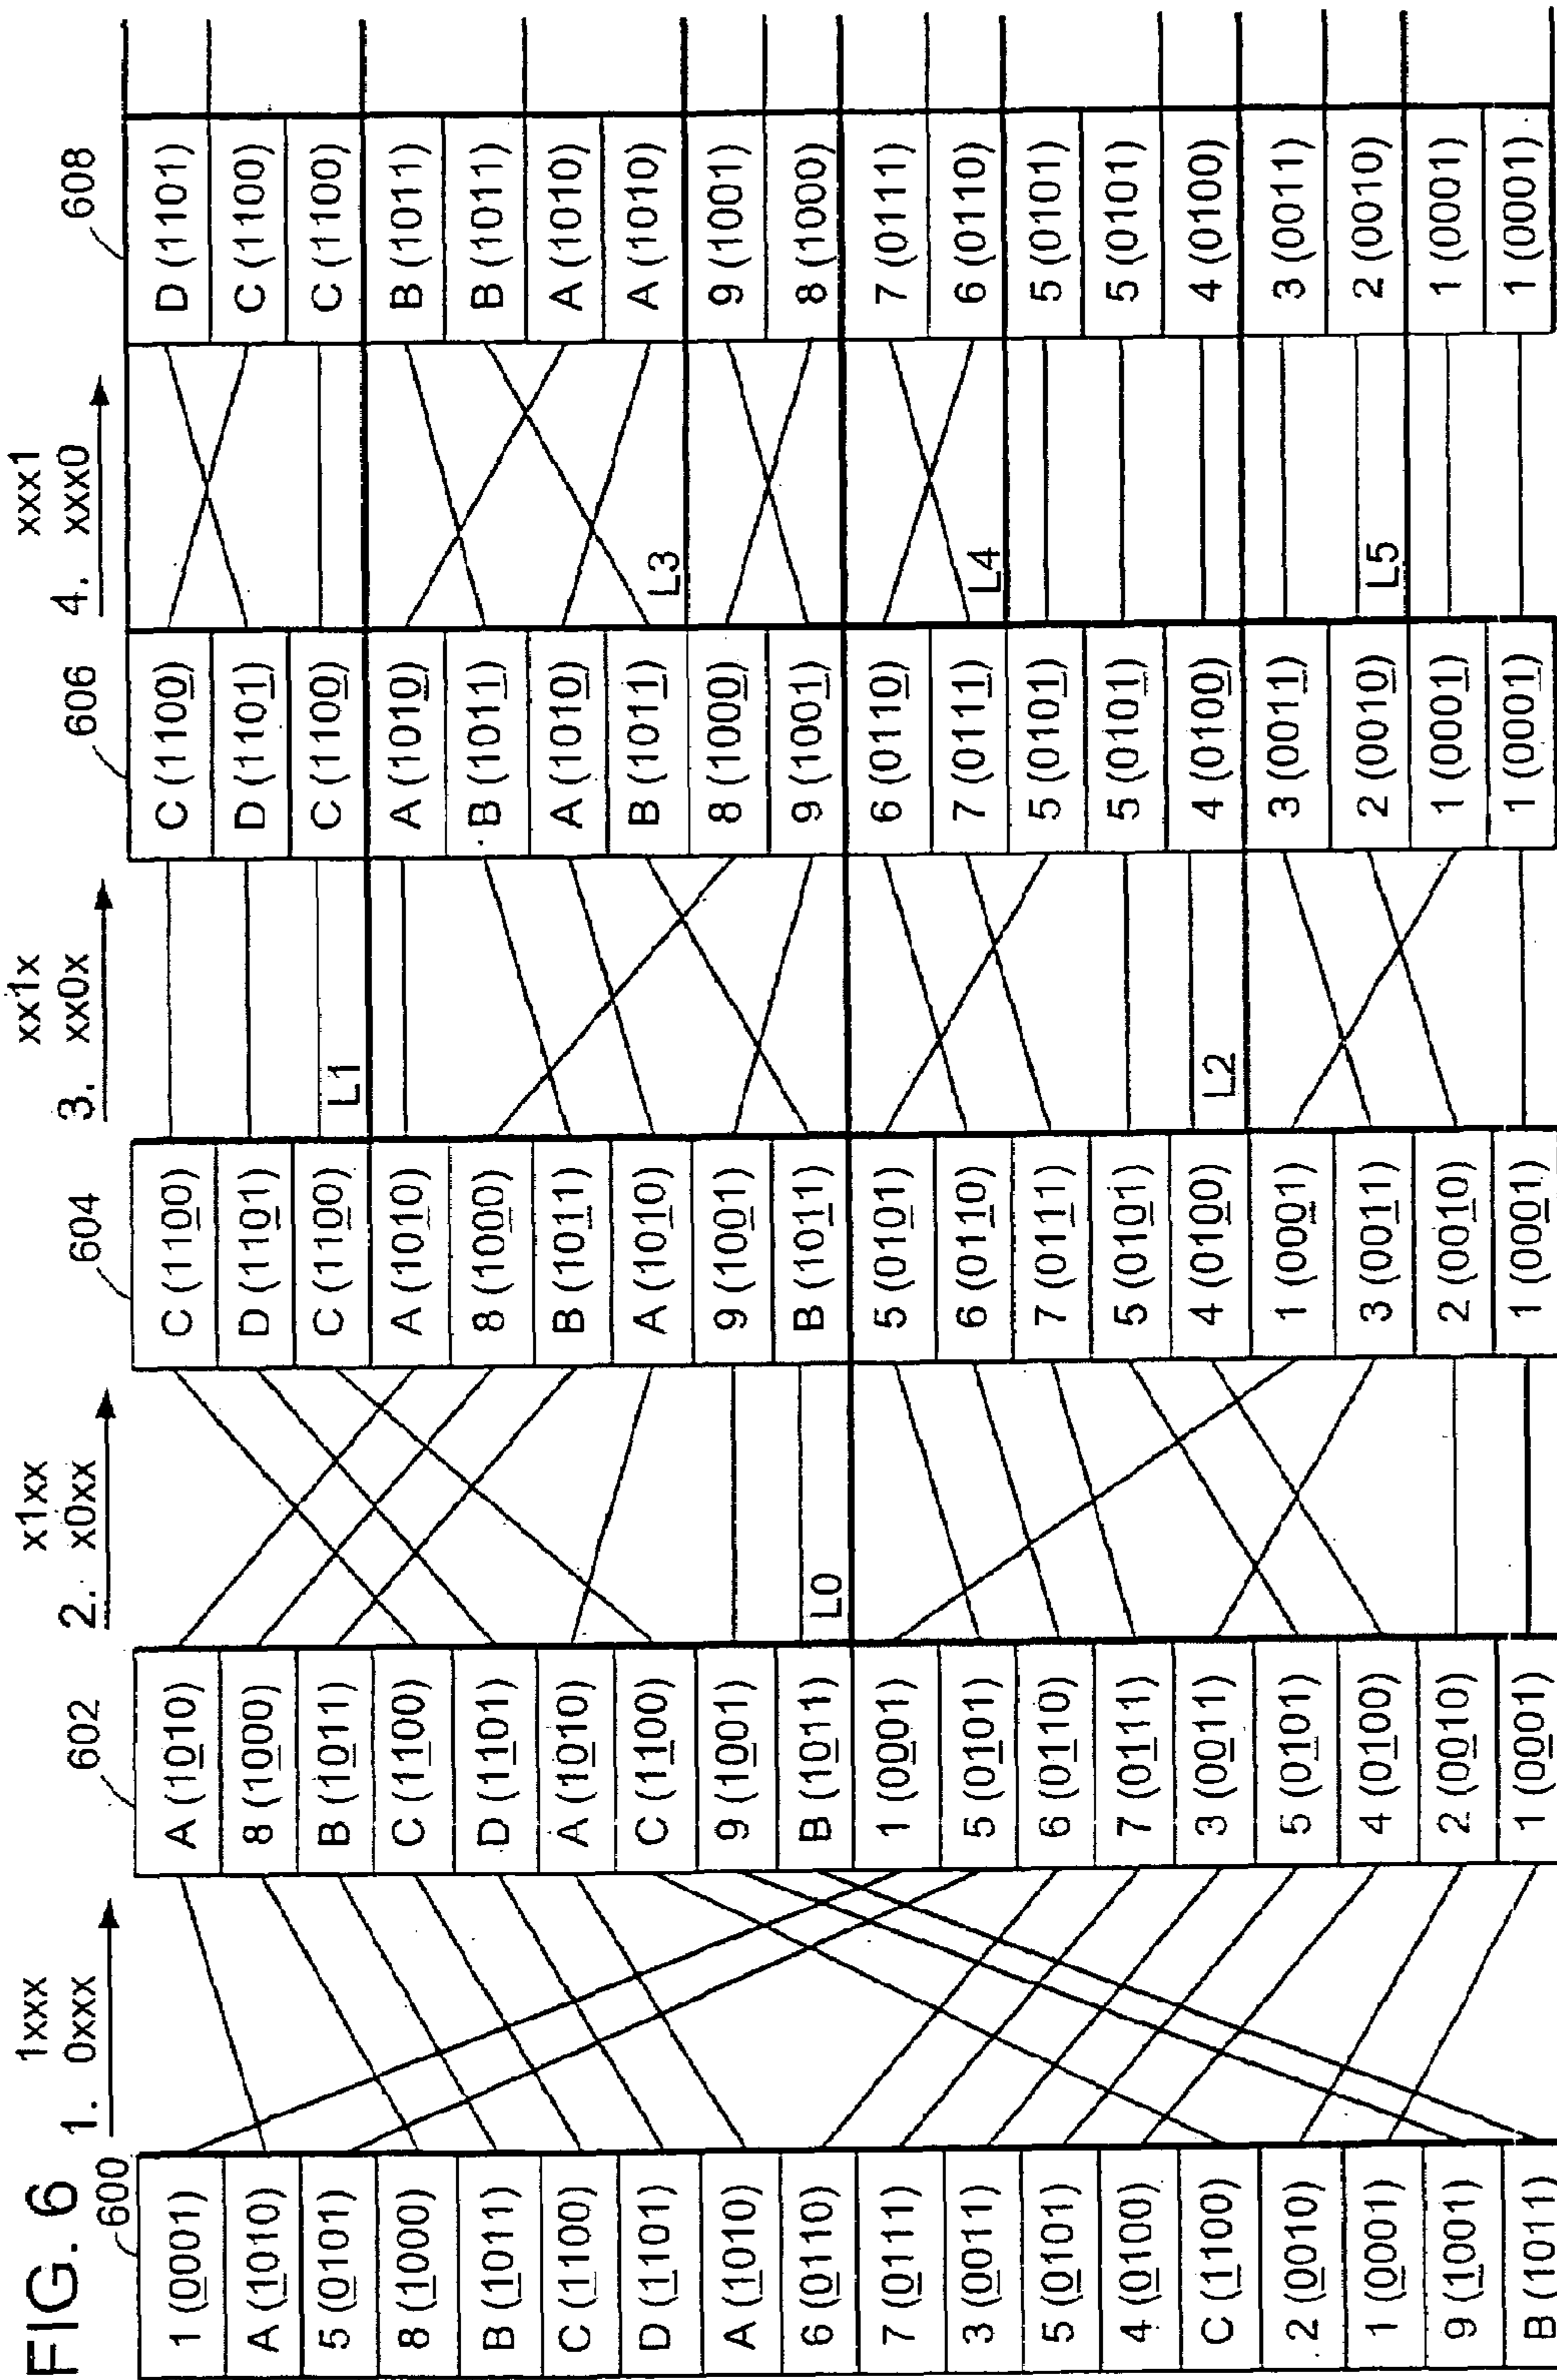 FIG. 6
1xxx
1. 0xxx
x1xx
2. x0xx
xx1x
3. xx0x
xxx1
4. xxx0
600
1 (0001)
A (1010)
5 (0101)
8 (1000)
B (1011)
C (1100)
D (1101)
A (1010)
6 (0110)
7 (0111)
3 (0011)
5 (0101)
4 (0100)
C (1100)
2 (0010)
1 (0001)
9 (1001)
B (1011)
602
A (1010)
8 (1000)
B (1011)
C (1100)
D (1101)
A (1010)
C (1100)
9 (1001)
B (1011)
1 (0001)
5 (0101)
6 (0110)
7 (0111)
3 (0011)
5 (0101)
4 (0100)
2 (0010)
1 (0001)
L0
604
C (1100)
D (1101)
C (1100)
A (1010)
8 (1000)
B (1011)
A (1010)
9 (1001)
B (1011)
5 (0101)
6 (0110)
7 (0111)
5 (0101)
4 (0100)
1 (0001)
3 (0011)
2 (0010)
1 (0001)
L1
L2
606
C (1100)
D (1101)
C (1100)
A (1010)
B (1011)
A (1010)
B (1011)
8 (1000)
9 (1001)
6 (0110)
7 (0111)
5 (0101)
5 (0101)
4 (0100)
3 (0011)
2 (0010)
1 (0001)
1 (0001)
L3
L4
L5
608
D (1101)
C (1100)
C (1100)
B (1011)
B (1011)
A (1010)
A (1010)
9 (1001)
8 (1000)
7 (0111)
6 (0110)
5 (0101)
5 (0101)
4 (0100)
3 (0011)
2 (0010)
1 (0001)
1 (0001)